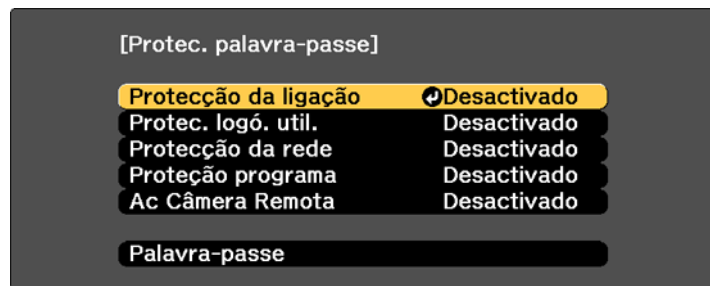 [Protec. palavra-passe]
Protecção da ligação Desactivado
Protec. logó. util. Desactivado
Protecção da rede Desactivado
Proteção programa Desactivado
Ac Câmera Remota Desactivado
Palavra-passe